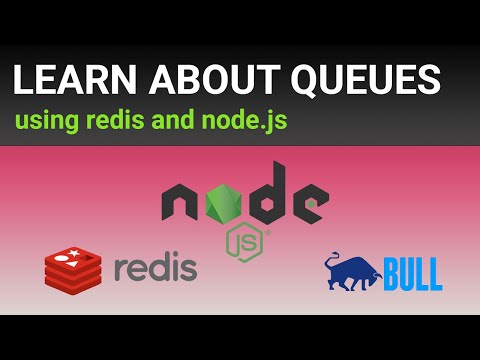 LEARN ABOUT QUEUES
using redis and node.js
node
JS
redis
BULL